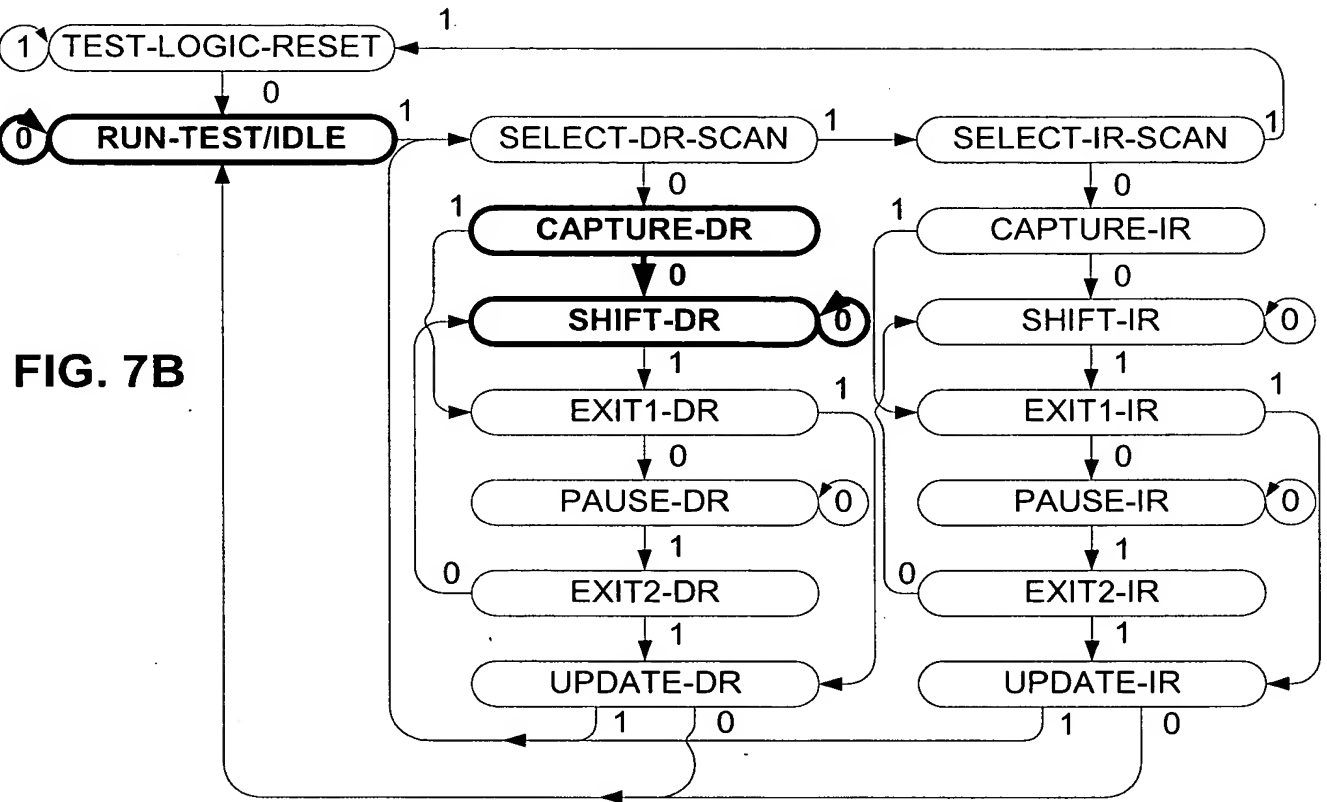 1
1 TEST-LOGIC-RESET
0
1
0 RUN-TEST/IDLE
SELECT-DR-SCAN 1 SELECT-IR-SCAN 1
0 0
1 CAPTURE-DR 1 CAPTURE-IR
0 0
SHIFT-DR 0 SHIFT-IR 0
FIG. 7B
1 1
EXIT1-DR 1 EXIT1-IR 1
0 0
PAUSE-DR 0 PAUSE-IR 0
1 1
0 EXIT2-DR 0 EXIT2-IR
1 1
UPDATE-DR UPDATE-IR
1 0 1 0